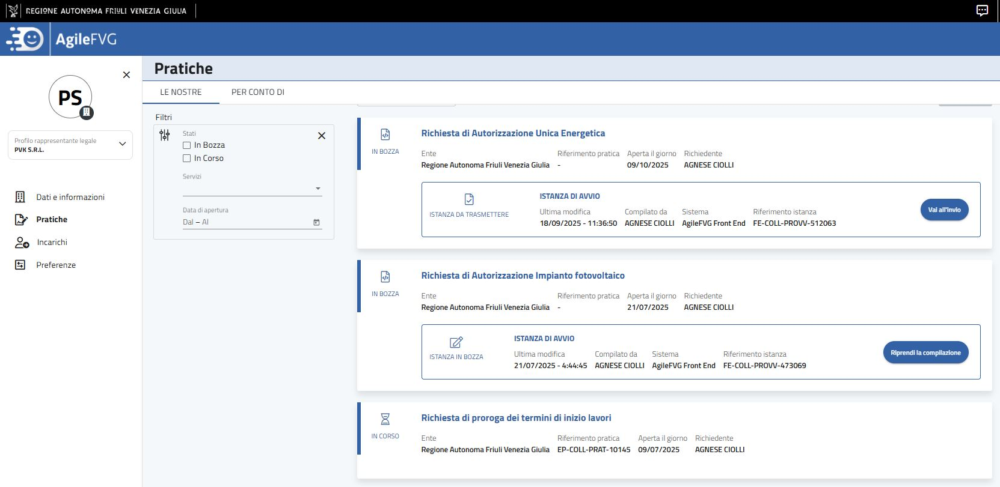 REGIONE AUTONOMA FRIULI VENEZIA GIULIA
AgileFVG
PS
Profilo rappresentante legale
PVK S.R.L.
Dati e informazioni
Pratiche
Incarichi
Preferenze
Pratiche
LE NOSTRE PER CONTO DI
Filtri
Stati
In Bozza
In Corso
Servizi
Data di apertura
Dal – Al
IN BOZZA
Richiesta di Autorizzazione Unica Energetica
Ente Riferimento pratica Aperta il giorno Richiedente
Regione Autonoma Friuli Venezia Giulia - 09/10/2025 AGNESE CIOLLI
ISTANZA DA TRASMETTERE
ISTANZA DI AVVIO
Ultima modifica Compilato da Sistema Riferimento istanza
18/09/2025 - 11:36:50 AGNESE CIOLLI AgileFVG Front End FE-COLL-PROVV-512063
Vai all'invio
IN BOZZA
Richiesta di Autorizzazione Impianto fotovoltaico
Ente Riferimento pratica Aperta il giorno Richiedente
Regione Autonoma Friuli Venezia Giulia - 21/07/2025 AGNESE CIOLLI
ISTANZA IN BOZZA
ISTANZA DI AVVIO
Ultima modifica Compilato da Sistema Riferimento istanza
21/07/2025 - 4:44:45 AGNESE CIOLLI AgileFVG Front End FE-COLL-PROVV-473069
Riprendi la compilazione
IN CORSO
Richiesta di proroga dei termini di inizio lavori
Ente Riferimento pratica Aperta il giorno Richiedente
Regione Autonoma Friuli Venezia Giulia EP-COLL-PRAT-10145 09/07/2025 AGNESE CIOLLI